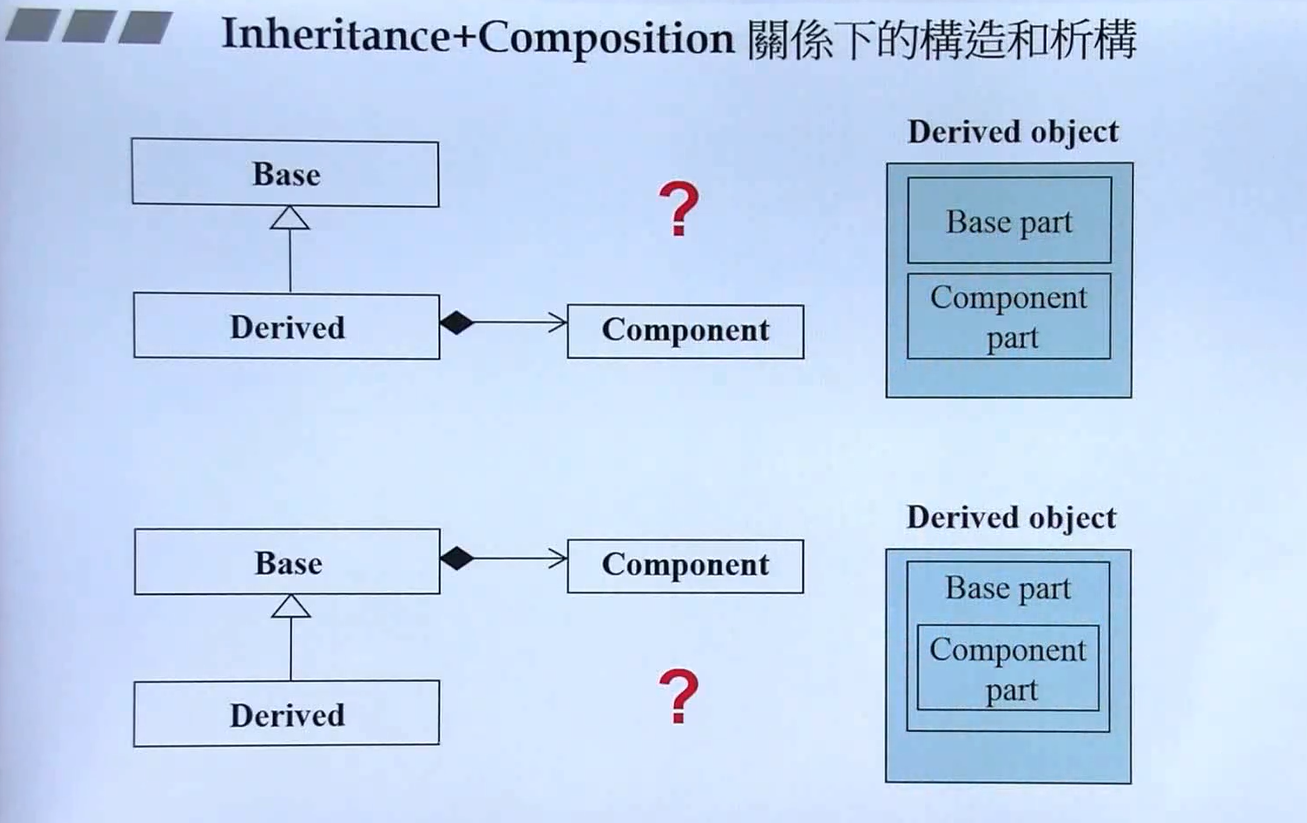 Inheritance+Composition 關係下的構造和析構
Base
Derived
Component
?
Derived object
Base part
Component
part
Base
Component
Derived
?
Derived object
Base part
Component
part